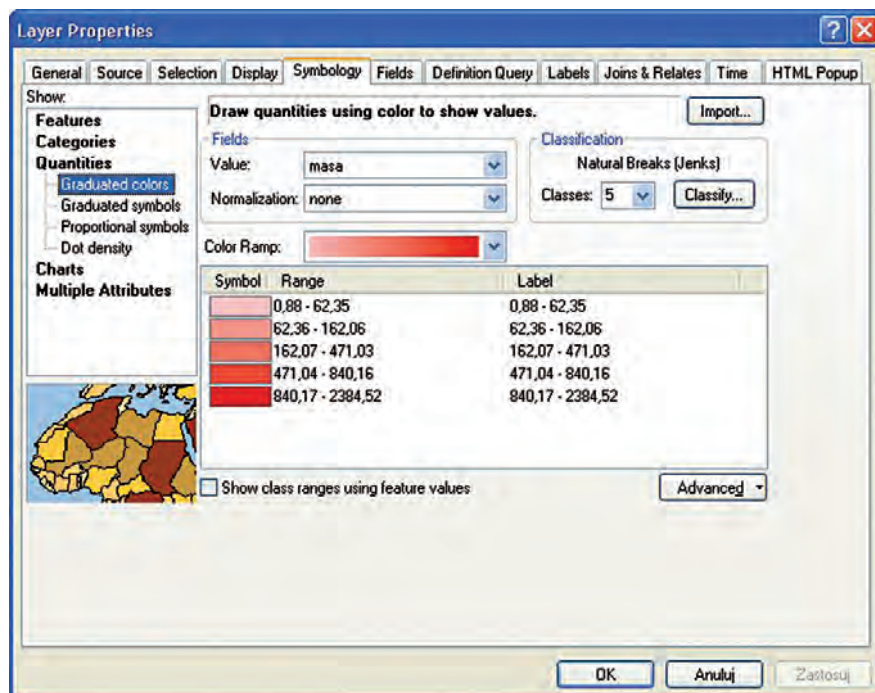 Layer Properties
General Source Selection Display Symbology Fields Definition Query Labels Joins & Relates Time HTML Popup
Show:
Features
Categories
Quantities
Graduated colors
Graduated symbols
Proportional symbols
Dot density
Charts
Multiple Attributes
Draw quantities using color to show values.
Import...
Fields
Value: masa
Normalization: none
Classification
Natural Breaks (Jenks)
Classes: 5 Classify...
Color Ramp:
Symbol Range Label
0,88 - 62,35 0,88 - 62,35
62,36 - 162,06 62,36 - 162,06
162,07 - 471,03 162,07 - 471,03
471,04 - 840,16 471,04 - 840,16
840,17 - 2384,52 840,17 - 2384,52
Show class ranges using feature values
Advanced
OK Anuluj Zastosuj